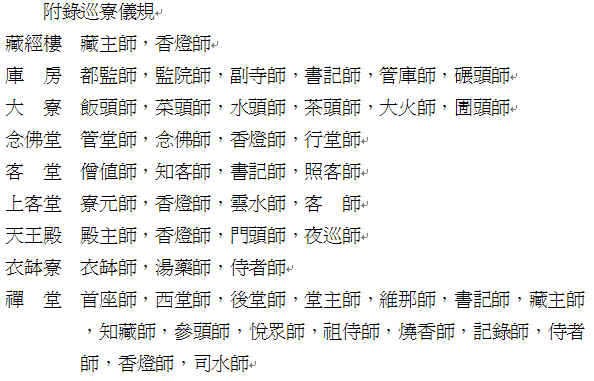 附錄巡寮儀規
藏經樓 藏主師，香燈師
庫 房 都監師，監院師，副寺師，書記師，管庫師，碾頭師
大 寮 飯頭師，菜頭師，水頭師，茶頭師，大火師，園頭師
念佛堂 管堂師，念佛師，香燈師，行堂師
客 堂 僧值師，知客師，書記師，照客師
上客堂 寮元師，香燈師，雲水師，客 師
天王殿 殿主師，香燈師，門頭師，夜巡師
衣缽寮 衣缽師，湯藥師，侍者師
禪 堂 首座師，西堂師，後堂師，堂主師，維那師，書記師，藏主師
，知藏師，參頭師，悅眾師，祖侍師，燒香師，記錄師，侍者
師，香燈師，司水師